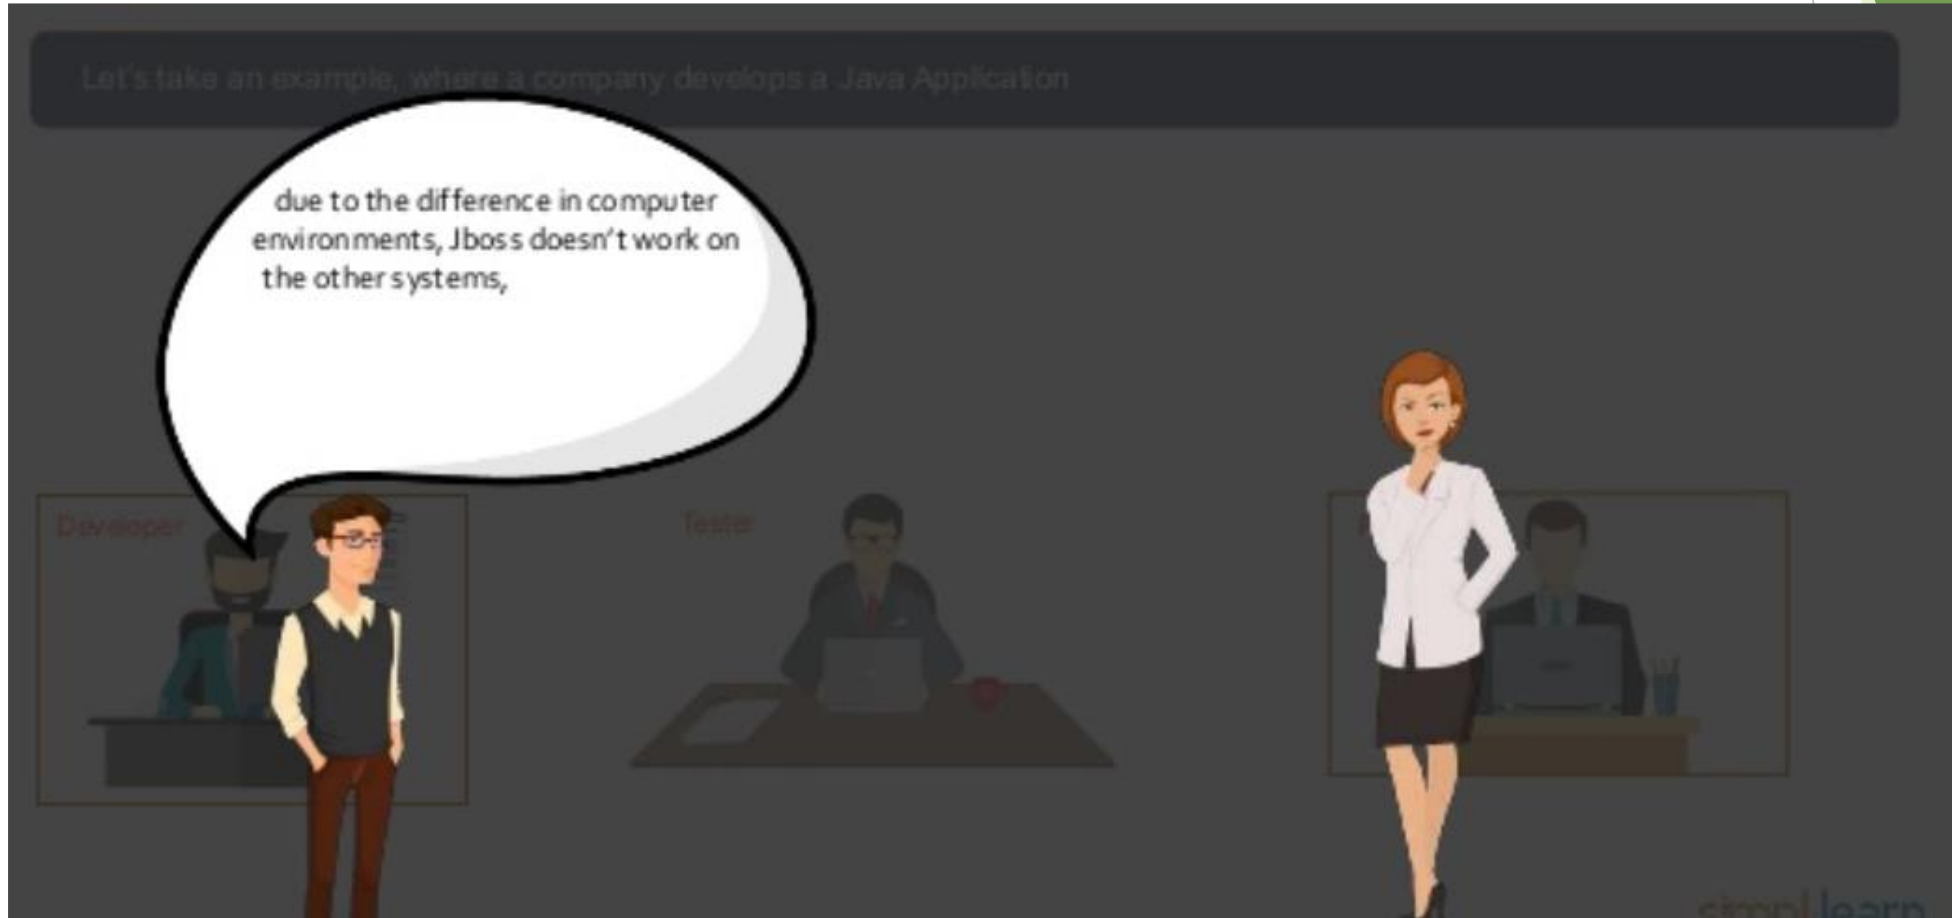 Let's take an example, where a company develops a Java Application
due to the difference in computer
environments, Jboss doesn't work on
the other systems,
Developer
Tester
simplilearn